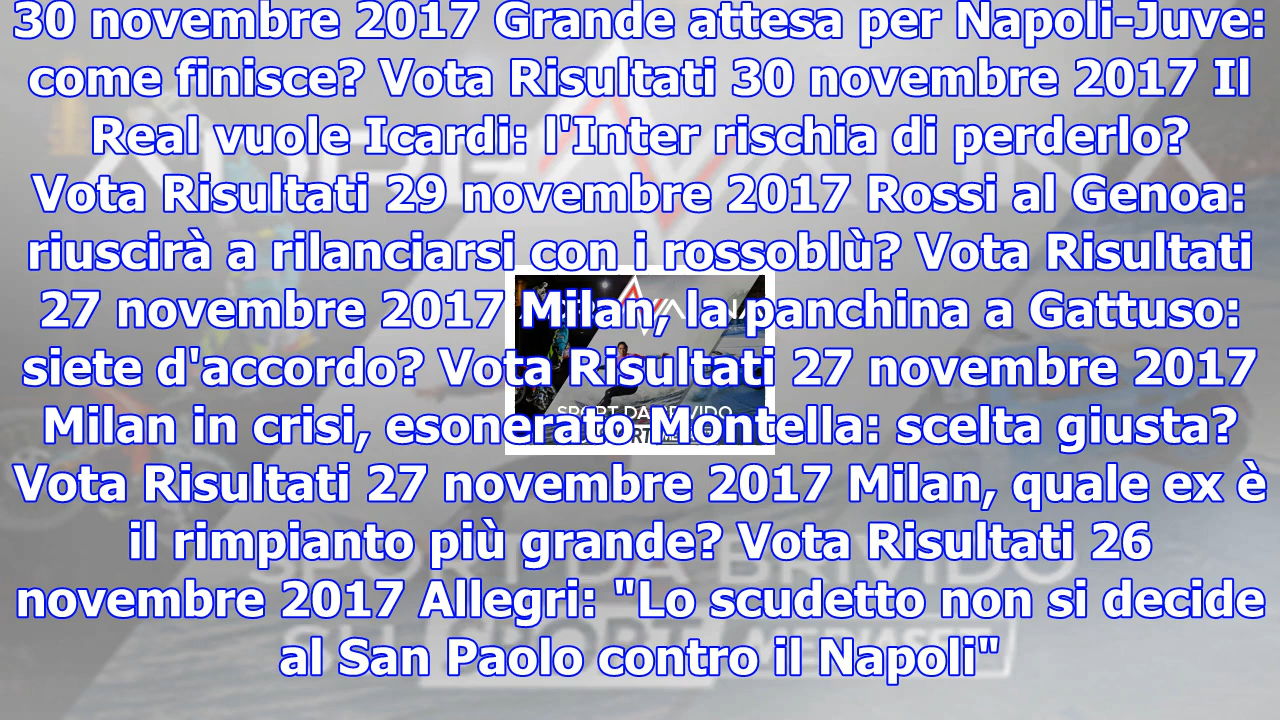 30 novembre 2017 Grande attesa per Napoli-Juve:
come finisce? Vota Risultati 30 novembre 2017 Il
Real vuole Icardi: l'Inter rischia di perderlo?
Vota Risultati 29 novembre 2017 Rossi al Genoa:
riuscirà a rilanciarsi con i rossoblù? Vota Risultati
27 novembre 2017 Milan, la panchina a Gattuso:
siete d'accordo? Vota Risultati 27 novembre 2017
Milan in crisi, esonerato Montella: scelta giusta?
Vota Risultati 27 novembre 2017 Milan, quale ex è
il rimpianto più grande? Vota Risultati 26
novembre 2017 Allegri: "Lo scudetto non si decide
al San Paolo contro il Napoli"
SPORT DA BRIVIDO